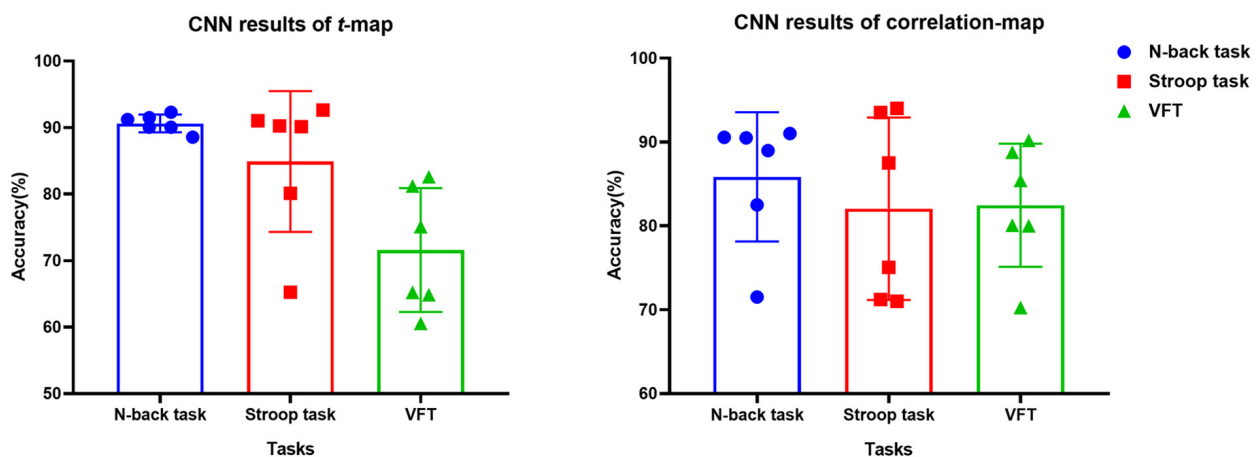 CNN results of t-map
100
90
80
70
60
50
Accuracy(%)
N-back task
Stroop task
VFT
Tasks
CNN results of correlation-map
100
90
80
70
60
Accuracy(%)
N-back task
Stroop task
VFT
Tasks
N-back task
Stroop task
VFT